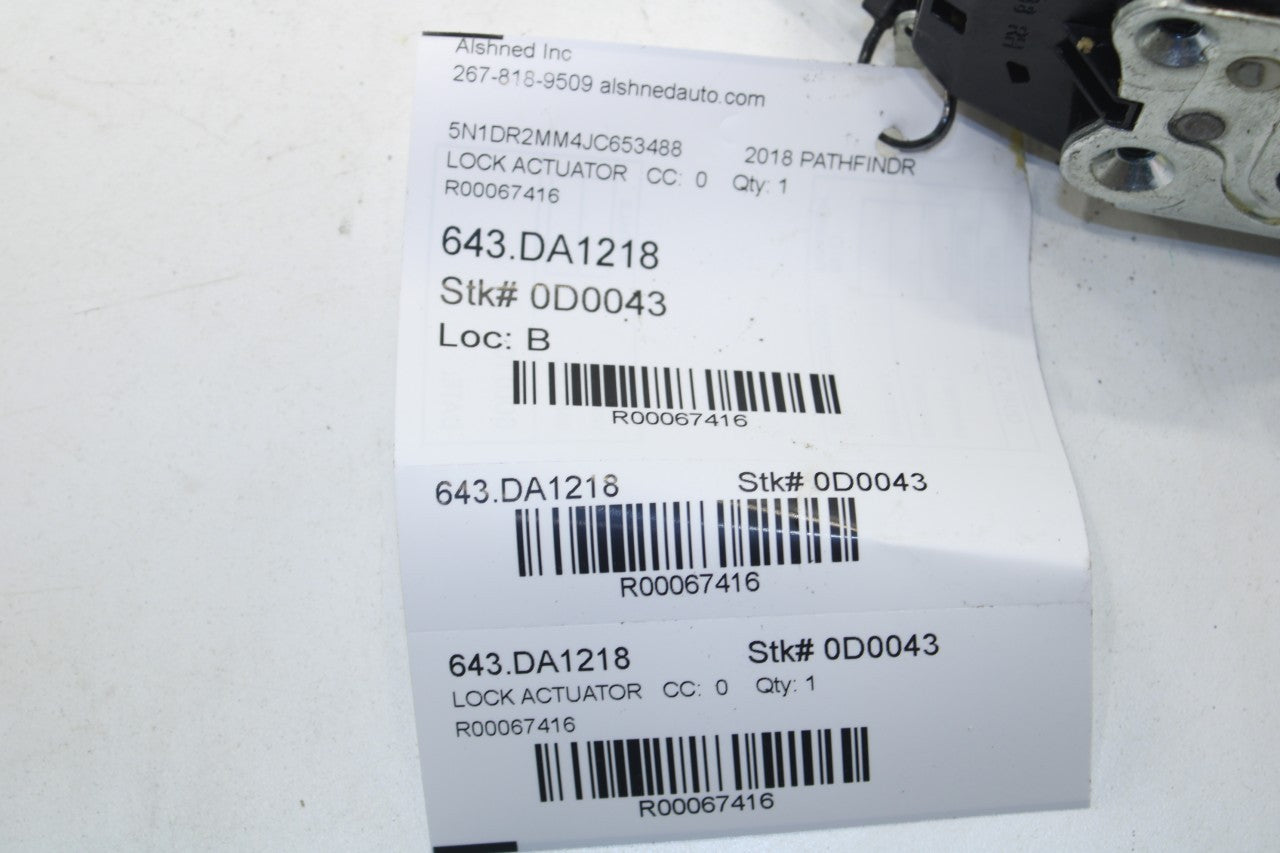 Alshned Inc
267-818-9509 alshnedauto.com
5N1DR2MM4JC653488 2018 PATHFINDR
LOCK ACTUATOR CC: 0 Qty: 1
R00067416
643.DA1218
Stk# 0D0043
Loc: B
R00067416
643.DA1218 Stk# 0D0043
R00067416
643.DA1218 Stk# 0D0043
LOCK ACTUATOR CC: 0 Qty: 1
R00067416
R00067416